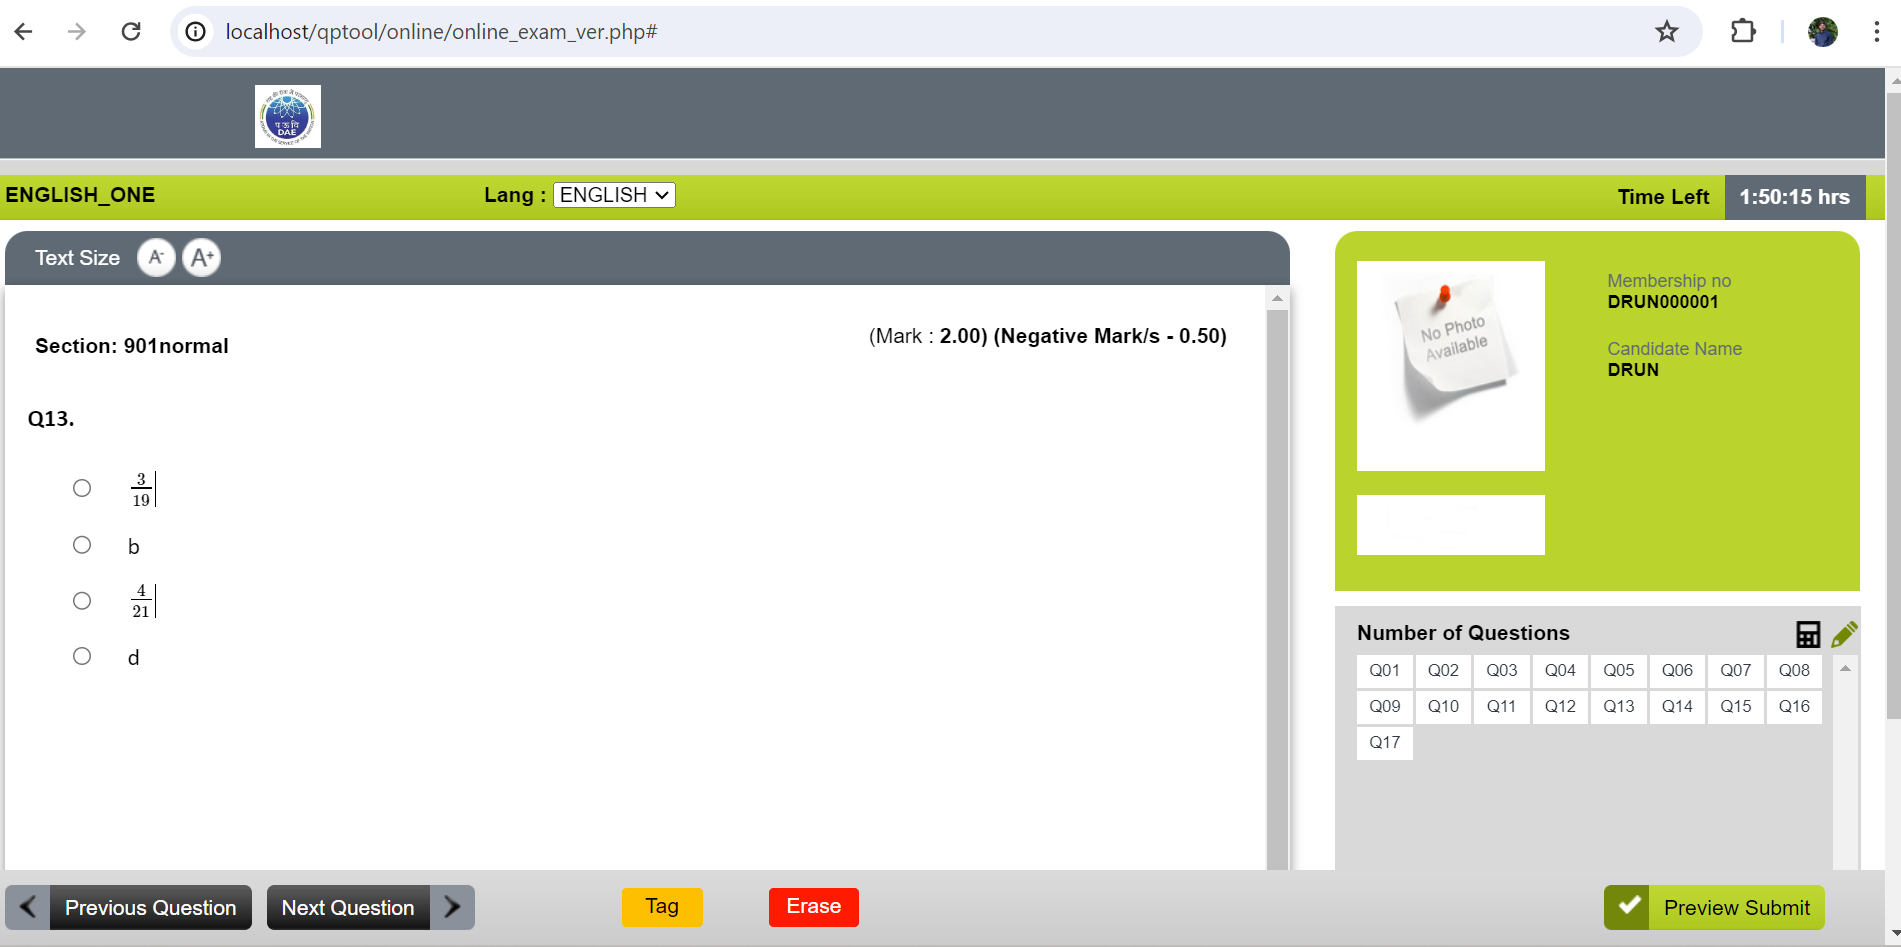 localhost/qptool/online/online_exam_ver.php#
DAE
ENGLISH_ONE
Lang : ENGLISH
Time Left 1:50:15 hrs
Text Size A- A+
Section: 901normal
(Mark : 2.00) (Negative Mark/s - 0.50)
Q13.
3/19|
b
4/21|
d
No Photo
Available
Membership no
DRUN000001
Candidate Name
DRUN
Number of Questions
Q01 Q02 Q03 Q04 Q05 Q06 Q07 Q08
Q09 Q10 Q11 Q12 Q13 Q14 Q15 Q16
Q17
Previous Question
Next Question
Tag
Erase
Preview Submit